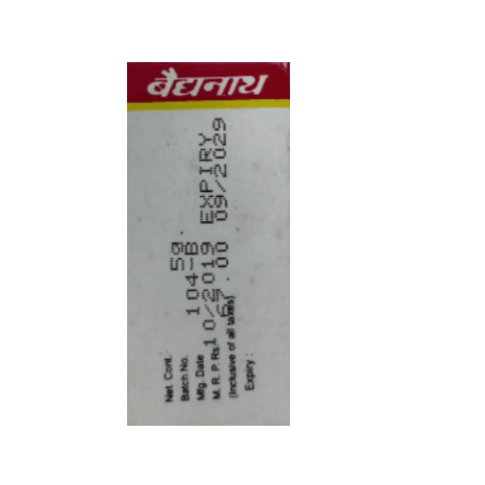 बैद्यनाथ
Net. Cont. 5g.
Batch No. 104-B
Mfg. Date 10/2019 EXPIRY
M. R. P. Rs. 67.00 09/2029
(Inclusive of all taxes)
Expiry :